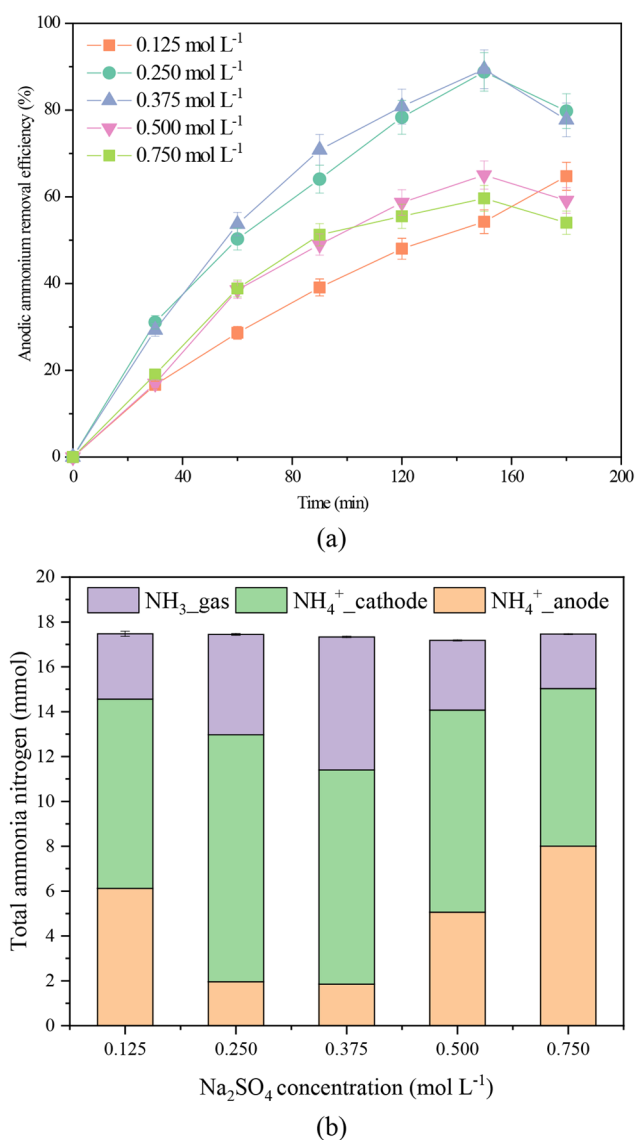 100
80
60
40
20
0
0.125 mol L⁻¹
0.250 mol L⁻¹
0.375 mol L⁻¹
0.500 mol L⁻¹
0.750 mol L⁻¹
Anodic ammonium removal efficiency (%)
0 40 80 120 160 200
Time (min)
(a)
20
18
16
14
12
10
8
6
4
2
0
NH₃_gas NH₄⁺_cathode NH₄⁺_anode
Total ammonia nitrogen (mmol)
0.125 0.250 0.375 0.500 0.750
Na₂SO₄ concentration (mol L⁻¹)
(b)